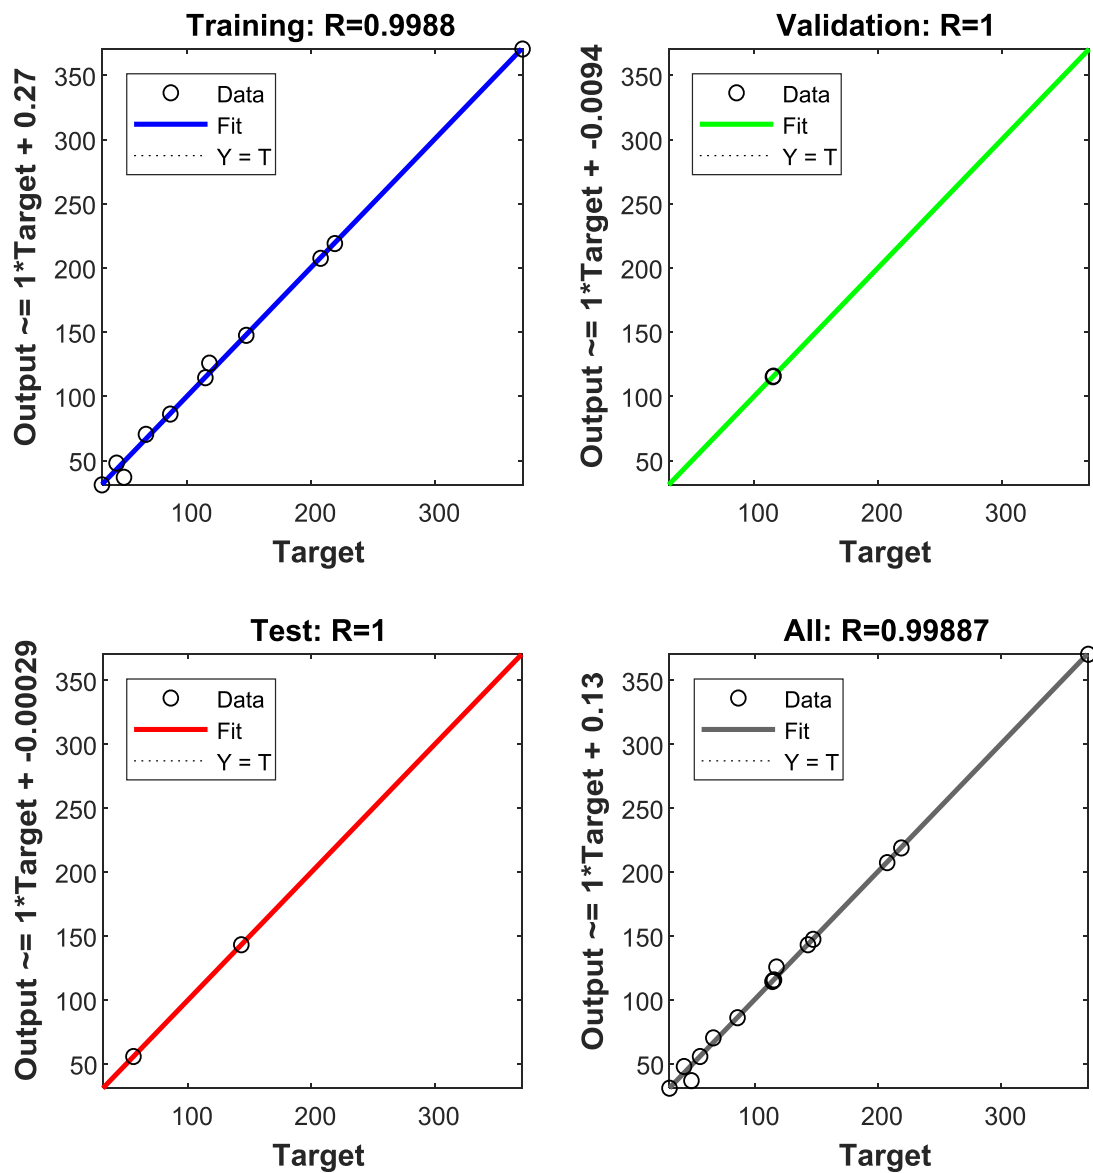 Training: R=0.9988
Output ~= 1*Target + 0.27
350
300
250
200
150
100
50
Data
Fit
Y = T
100
200
300
Target
Validation: R=1
Output ~= 1*Target + -0.0094
350
300
250
200
150
100
50
Data
Fit
Y = T
100
200
300
Target
Test: R=1
Output ~= 1*Target + -0.00029
350
300
250
200
150
100
50
Data
Fit
Y = T
100
200
300
Target
All: R=0.99887
Output ~= 1*Target + 0.13
350
300
250
200
150
100
50
Data
Fit
Y = T
100
200
300
Target